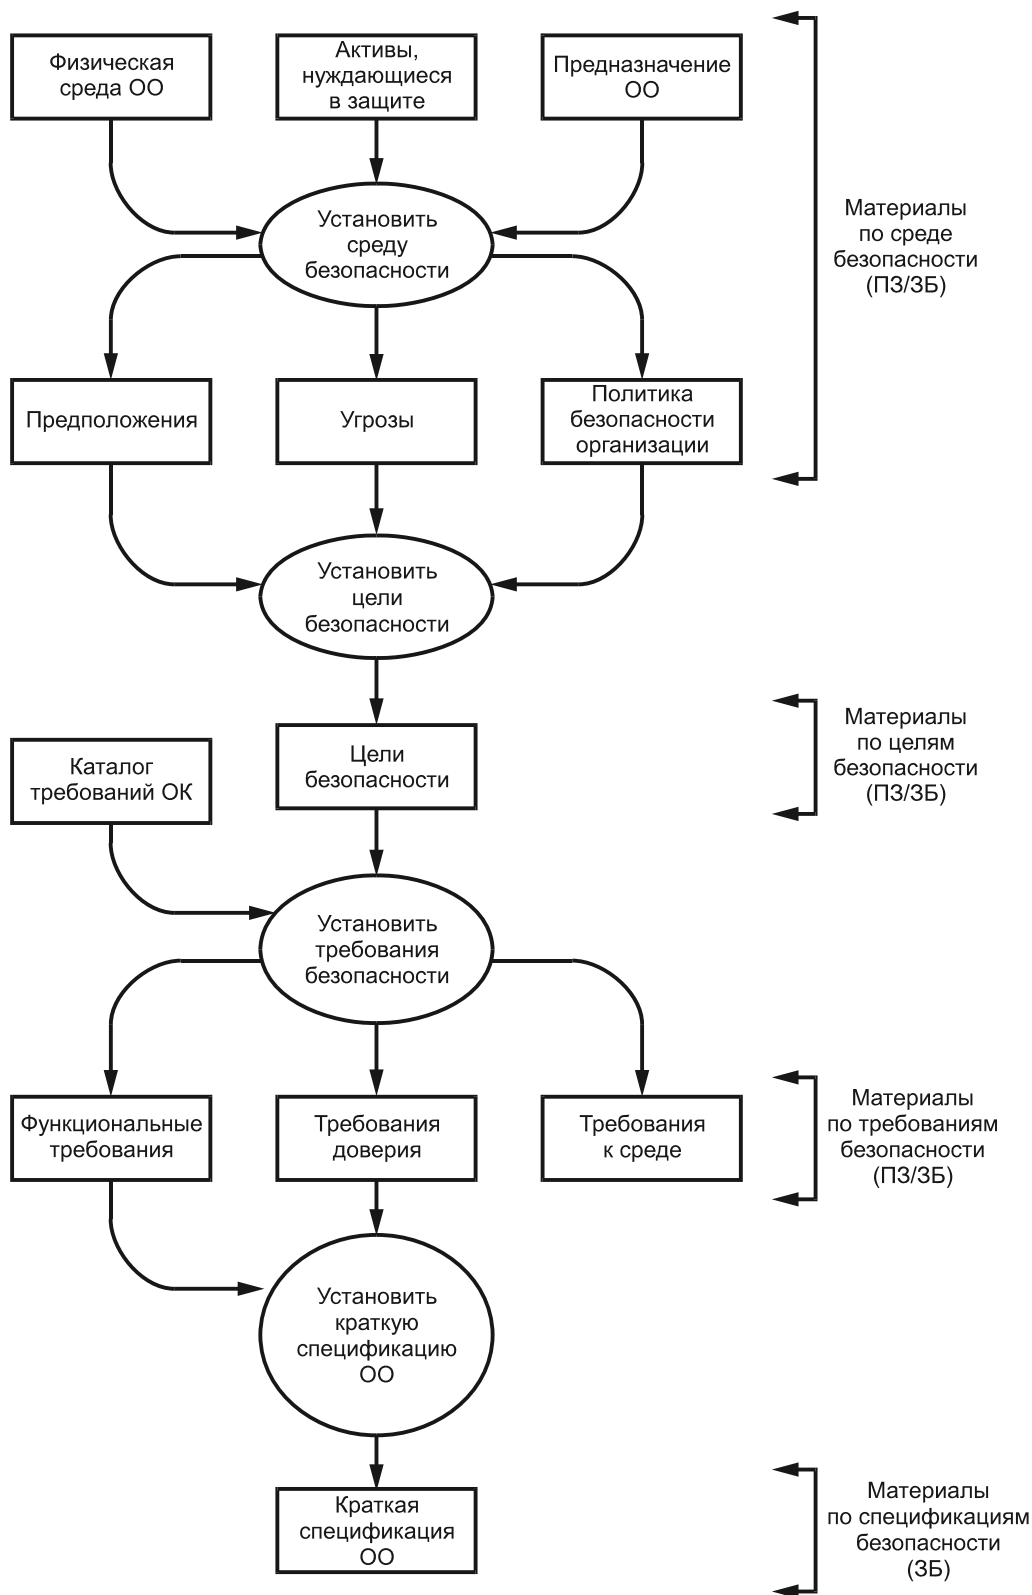 Физическая
среда ОО
Активы,
нуждающиеся
в защите
Предназначение
ОО
Установить
среду
безопасности
Материалы
по среде
безопасности
(ПЗ/ЗБ)
Предположения
Угрозы
Политика
безопасности
организации
Установить
цели
безопасности
Цели
безопасности
Материалы
по целям
безопасности
(ПЗ/ЗБ)
Каталог
требований ОК
Установить
требования
безопасности
Функциональные
требования
Требования
доверия
Требования
к среде
Материалы
по требованиям
безопасности
(ПЗ/ЗБ)
Установить
краткую
спецификацию
ОО
Краткая
спецификация
ОО
Материалы
по спецификациям
безопасности
(ЗБ)